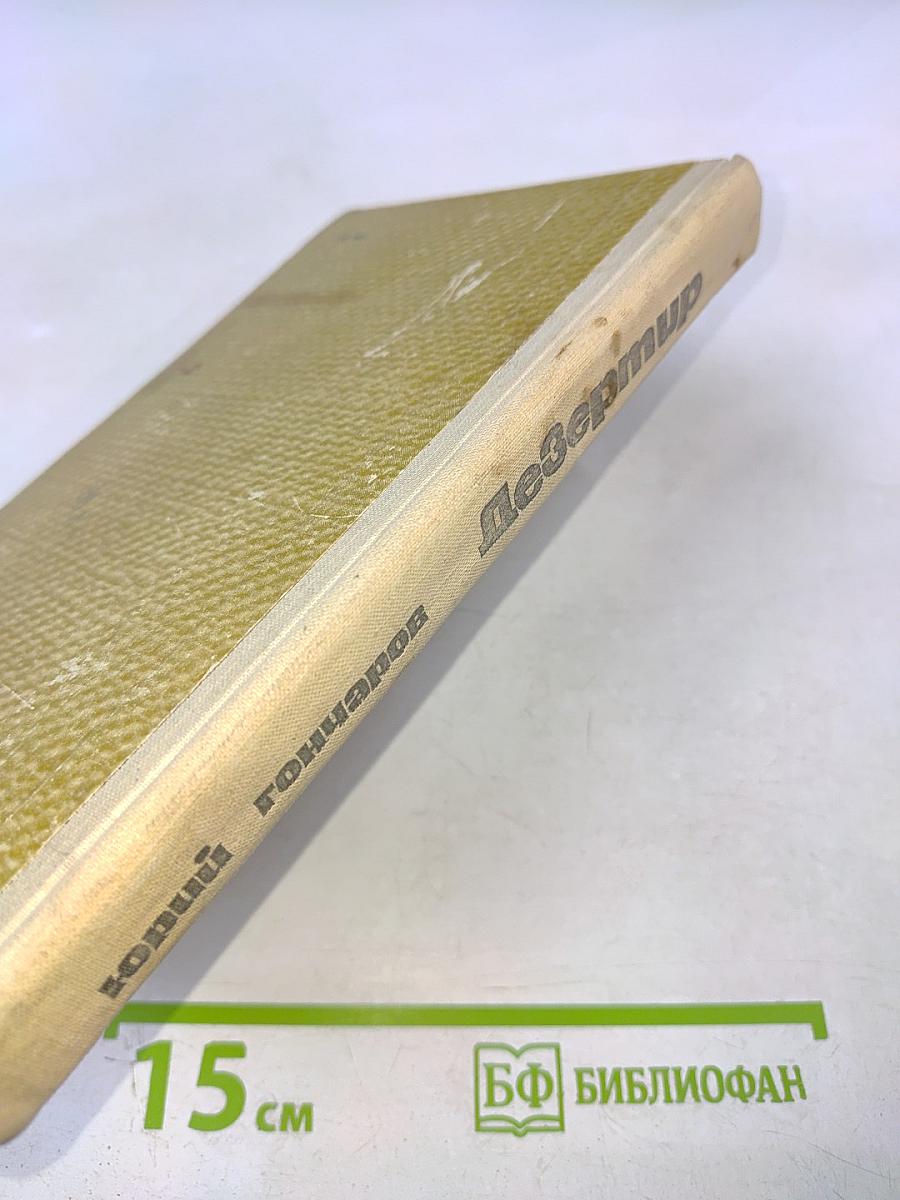 Юрий гончаров Дезертир
15 см
БФ БИБЛИОФАН